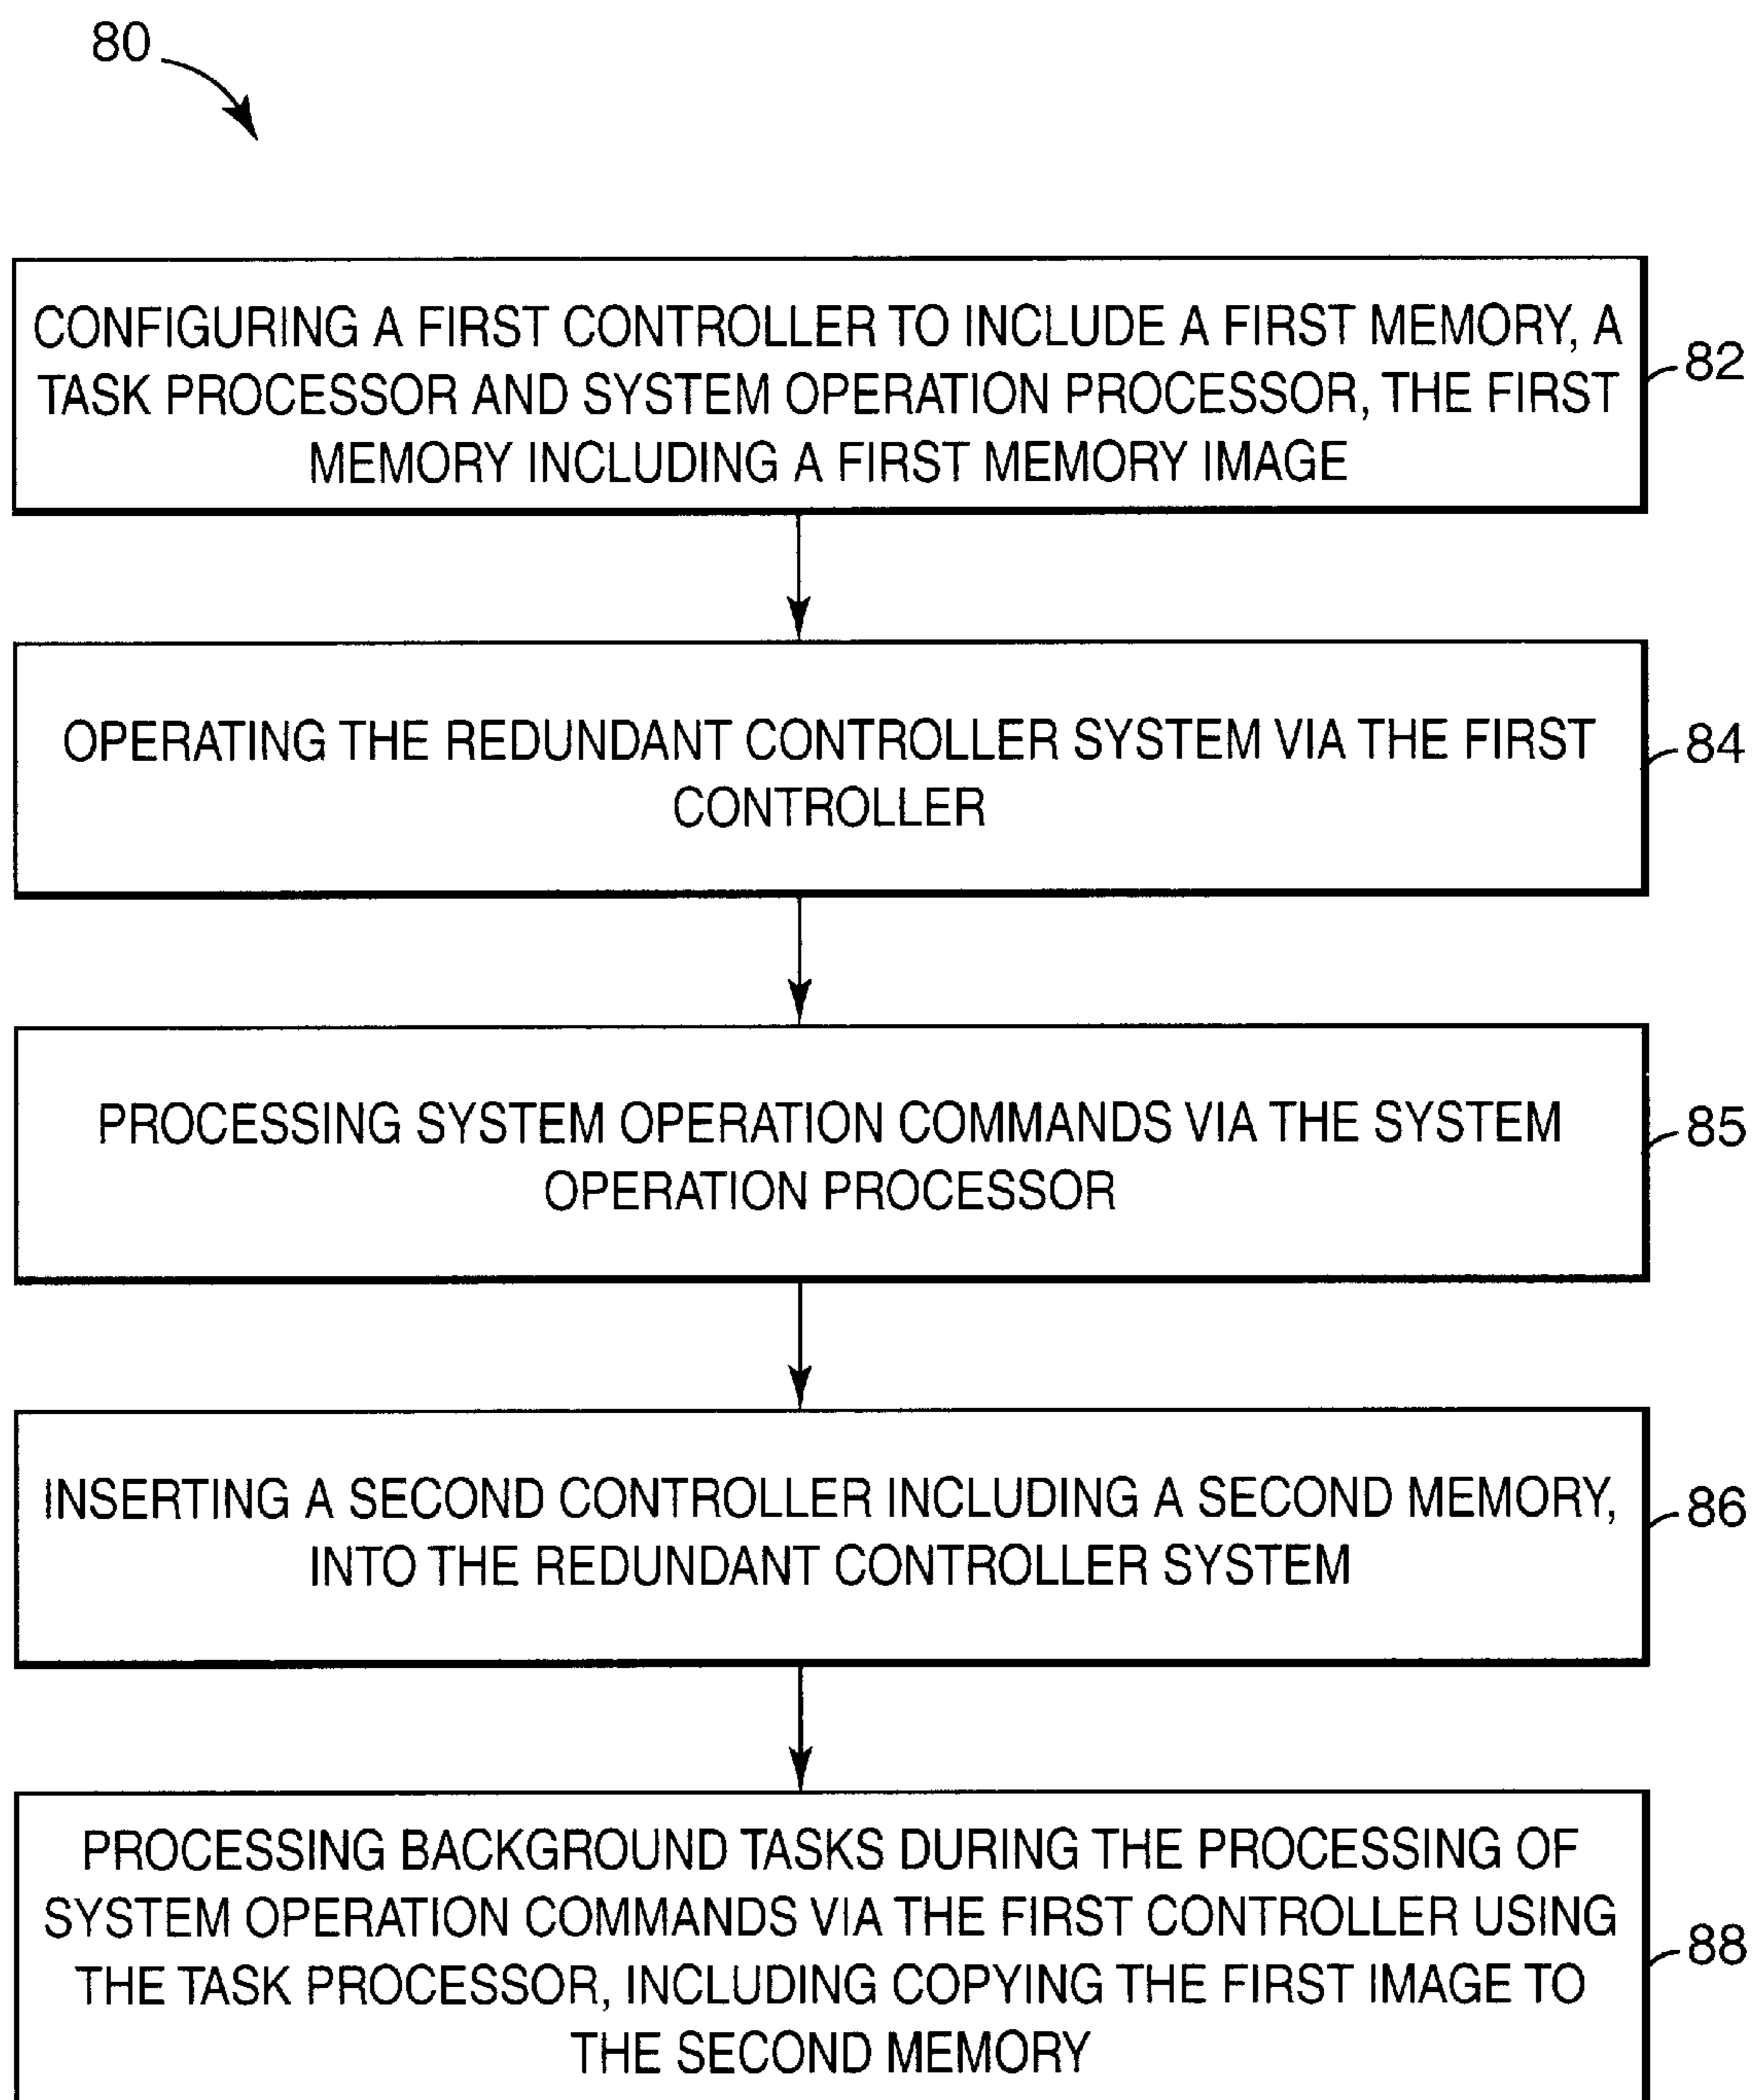 80
CONFIGURING A FIRST CONTROLLER TO INCLUDE A FIRST MEMORY, A
TASK PROCESSOR AND SYSTEM OPERATION PROCESSOR, THE FIRST
MEMORY INCLUDING A FIRST MEMORY IMAGE
82
OPERATING THE REDUNDANT CONTROLLER SYSTEM VIA THE FIRST
CONTROLLER
84
PROCESSING SYSTEM OPERATION COMMANDS VIA THE SYSTEM
OPERATION PROCESSOR
85
INSERTING A SECOND CONTROLLER INCLUDING A SECOND MEMORY,
INTO THE REDUNDANT CONTROLLER SYSTEM
86
PROCESSING BACKGROUND TASKS DURING THE PROCESSING OF
SYSTEM OPERATION COMMANDS VIA THE FIRST CONTROLLER USING
THE TASK PROCESSOR, INCLUDING COPYING THE FIRST IMAGE TO
THE SECOND MEMORY
88